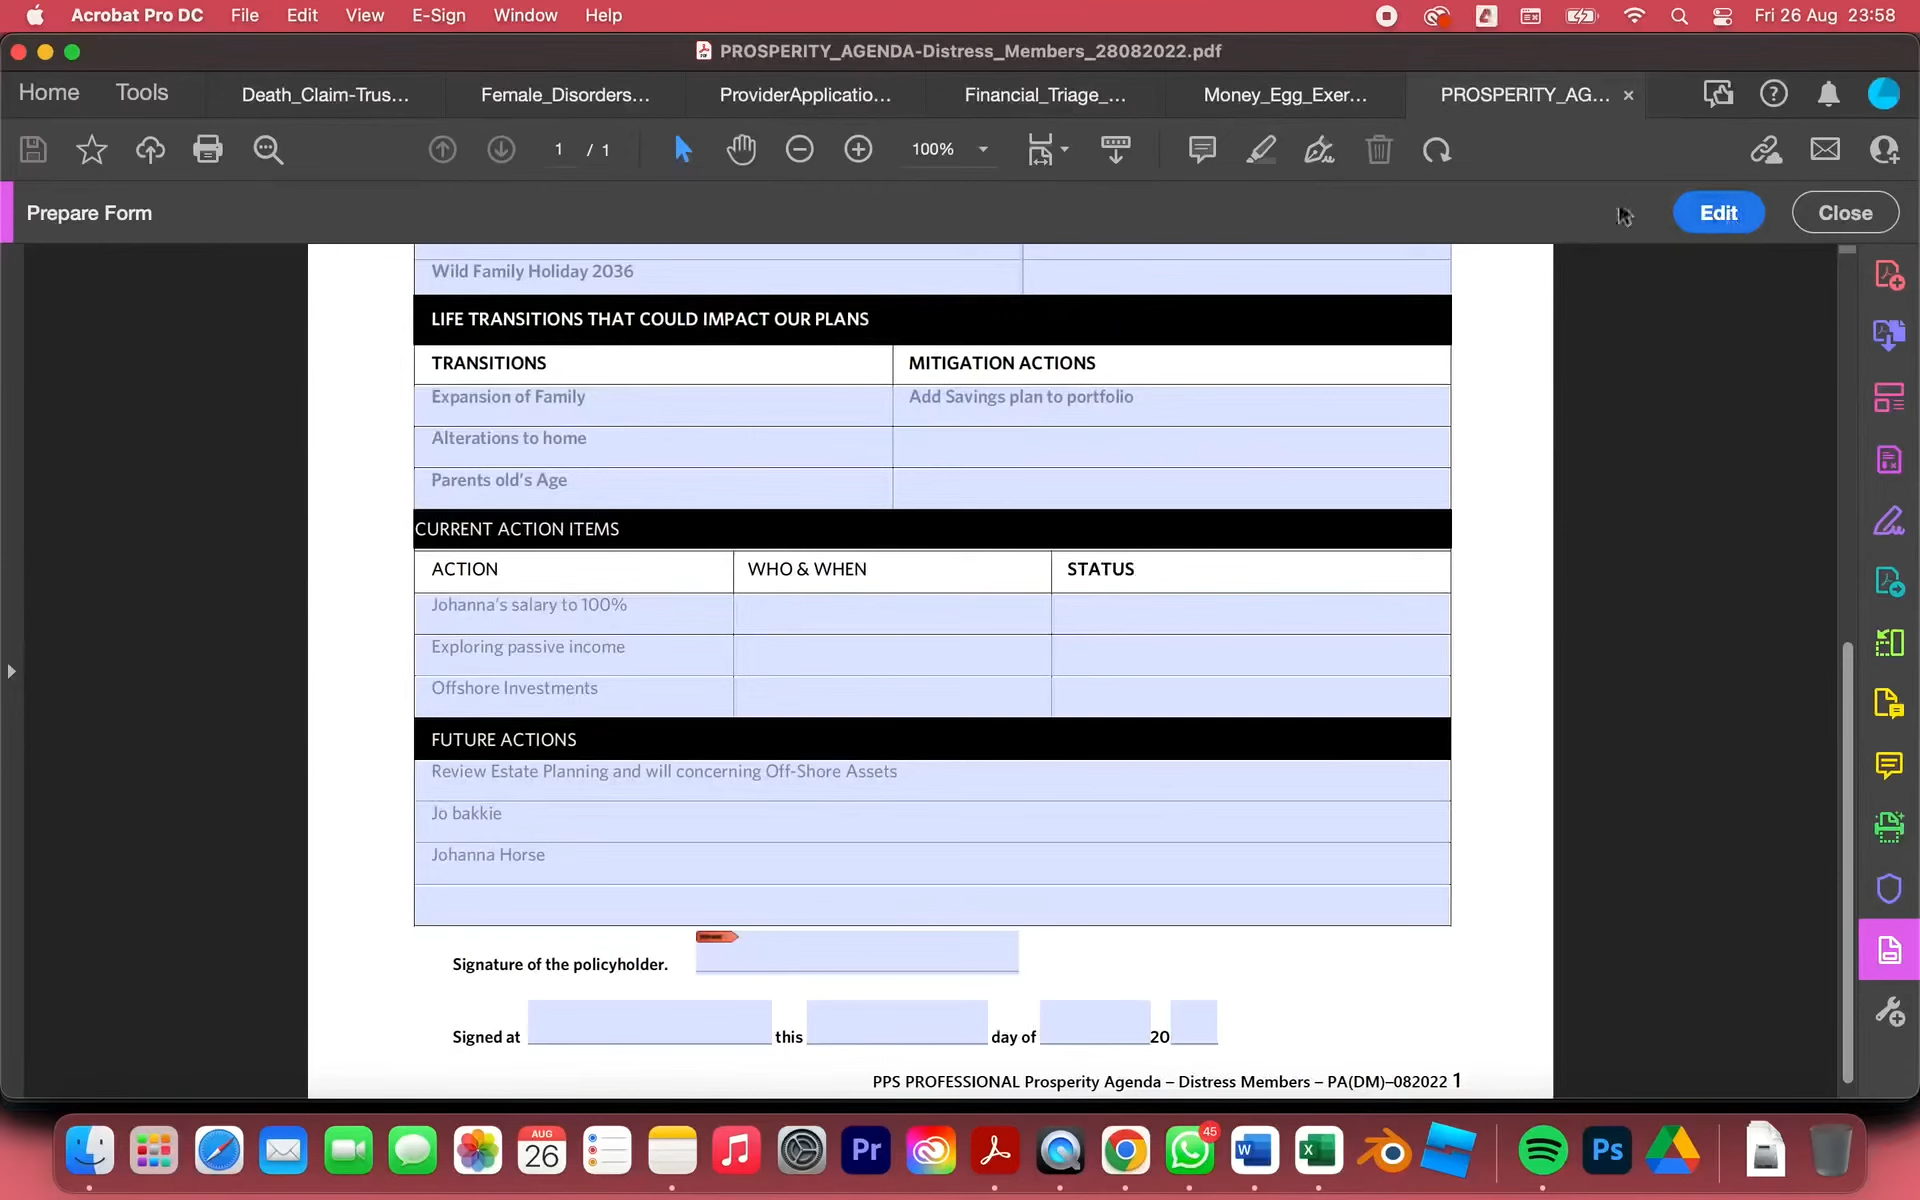 Acrobat Pro DC File Edit View E-Sign Window Help Fri 26 Aug 23:58
PROSPERITY_AGENDA-Distress_Members_28082022.pdf
Home Tools Death_Claim-Trus... Female_Disorders... ProviderApplicatio... Financial_Triage_... Money_Egg_Exer... PROSPERITY_AG...
1 / 1 100%
Prepare Form Edit Close
Wild Family Holiday 2036
LIFE TRANSITIONS THAT COULD IMPACT OUR PLANS
TRANSITIONS MITIGATION ACTIONS
Expansion of Family Add Savings plan to portfolio
Alterations to home
Parents old's Age
CURRENT ACTION ITEMS
ACTION WHO & WHEN STATUS
Johanna's salary to 100%
Exploring passive income
Offshore Investments
FUTURE ACTIONS
Review Estate Planning and will concerning Off-Shore Assets
Jo bakkie
Johanna Horse
Signature of the policyholder.
Signed at this day of 20
PPS PROFESSIONAL Prosperity Agenda – Distress Members – PA(DM)–082022 1
AUG
26
Pr
45
W
X
Ps